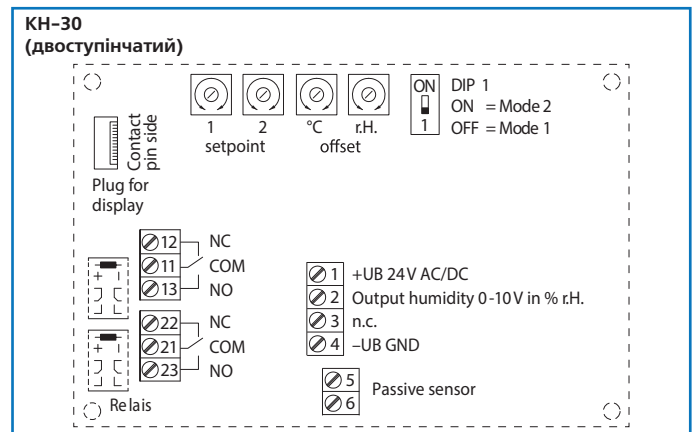 КН–30
(двоступінчатий)
ON DIP 1
ON = Mode 2
1 OFF = Mode 1
1 2 °C r.H.
setpoint offset
Contact
pin side
Plug for
display
12 NC
11 COM
13 NO
22 NC
21 COM
23 NO
+ –
+ –
Relais
1 +UB 24V AC/DC
2 Output humidity 0-10V in % r.H.
3 n.c.
4 –UB GND
5 Passive sensor
6